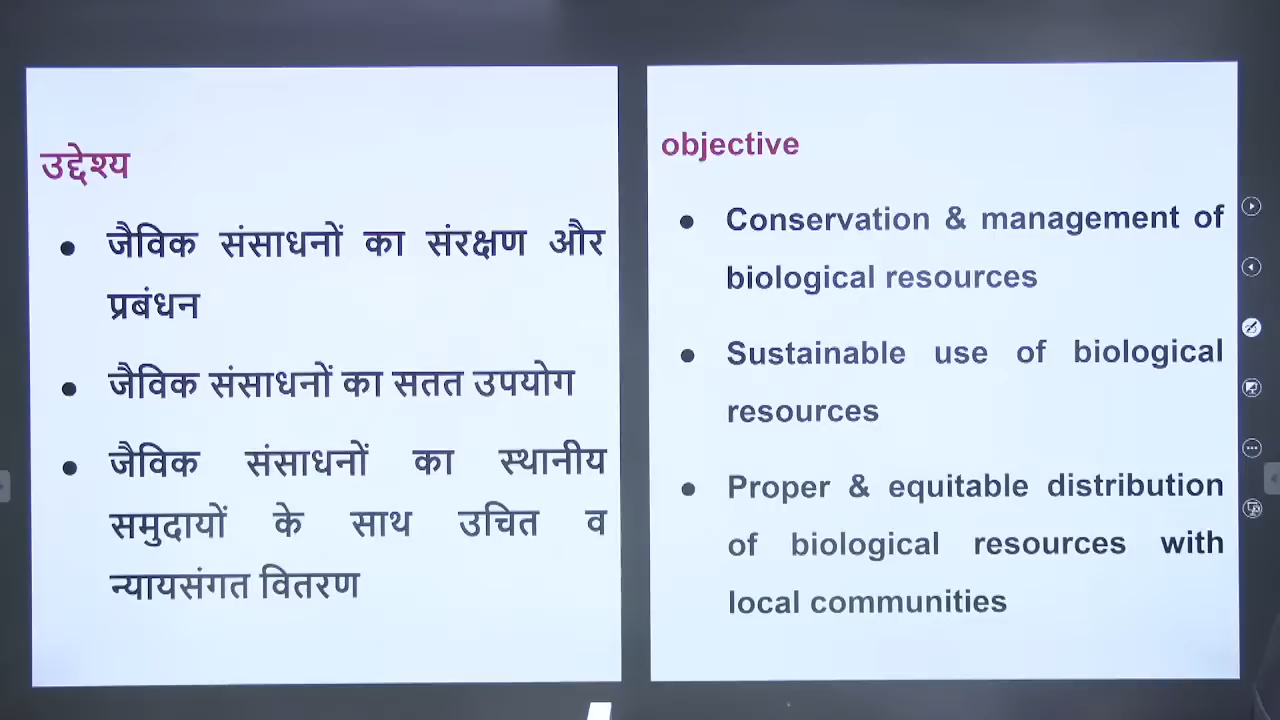 उद्देश्य
जैविक संसाधनों का संरक्षण और
प्रबंधन
जैविक संसाधनों का सतत उपयोग
जैविक संसाधनों का स्थानीय
समुदायों के साथ उचित व
न्यायसंगत वितरण
objective
Conservation & management of
biological resources
Sustainable use of biological
resources
Proper & equitable distribution
of biological resources with
local communities